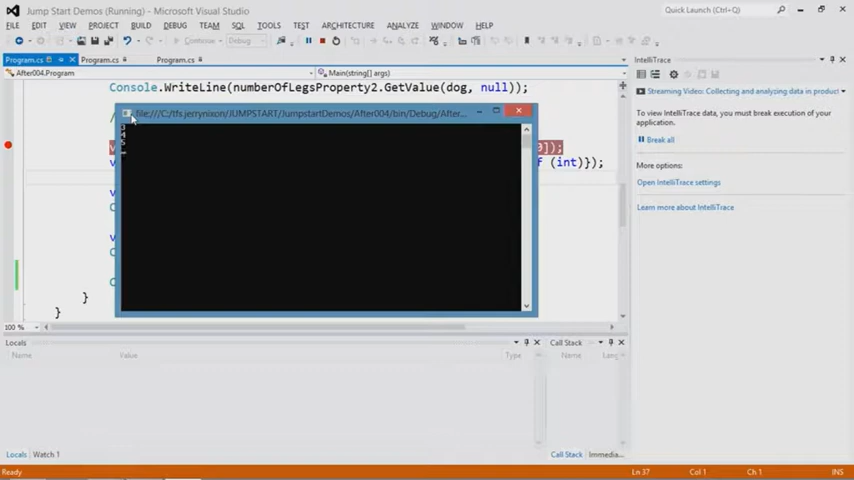 Jump Start Demos (Running) - Microsoft Visual Studio
Quick Launch (Ctrl+Q)
FILE EDIT VIEW PROJECT BUILD DEBUG TEAM SQL TOOLS TEST ARCHITECTURE ANALYZE WINDOW HELP
Continue Debug
Program.cs Program.cs Program.cs
IntelliTrace
After004.Program Main(string[] args)
Console.WriteLine(numberOfLegsProperty2.GetValue(dog, null));
Streaming Video: Collecting and analyzing data in product
file:///C:/tfs.jerrynixon/JUMPSTART/JumpstartDemos/After004/bin/Debug/After...
To view IntelliTrace data, you must break execution of
your application.
4
5
0]);
Break all
f (int)});
More options:
Open IntelliTrace settings
Learn more about IntelliTrace
}
}
100 %
Locals
Call Stack
Name Value Type
Name Lang
Locals Watch 1
Call Stack Immedia...
Ready Ln 37 Col 1 Ch 1 INS